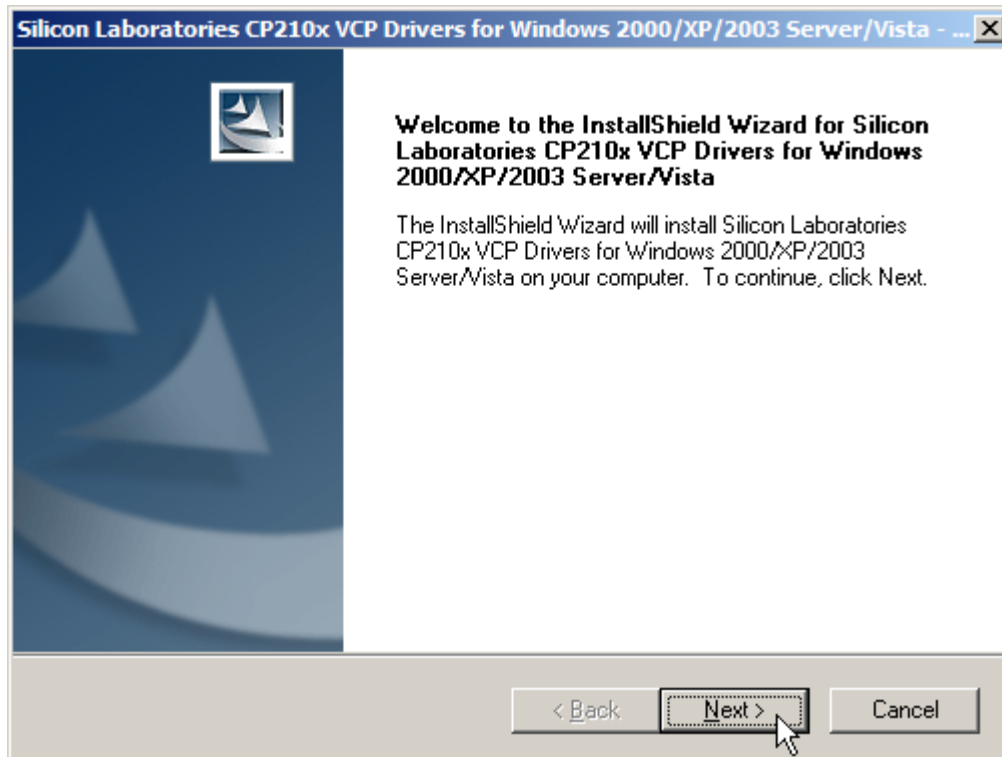 Silicon Laboratories CP210x VCP Drivers for Windows 2000/XP/2003 Server/Vista - ...
Welcome to the InstallShield Wizard for Silicon
Laboratories CP210x VCP Drivers for Windows
2000/XP/2003 Server/Vista
The InstallShield Wizard will install Silicon Laboratories
CP210x VCP Drivers for Windows 2000/XP/2003
Server/Vista on your computer.  To continue, click Next.
< Back Next > Cancel